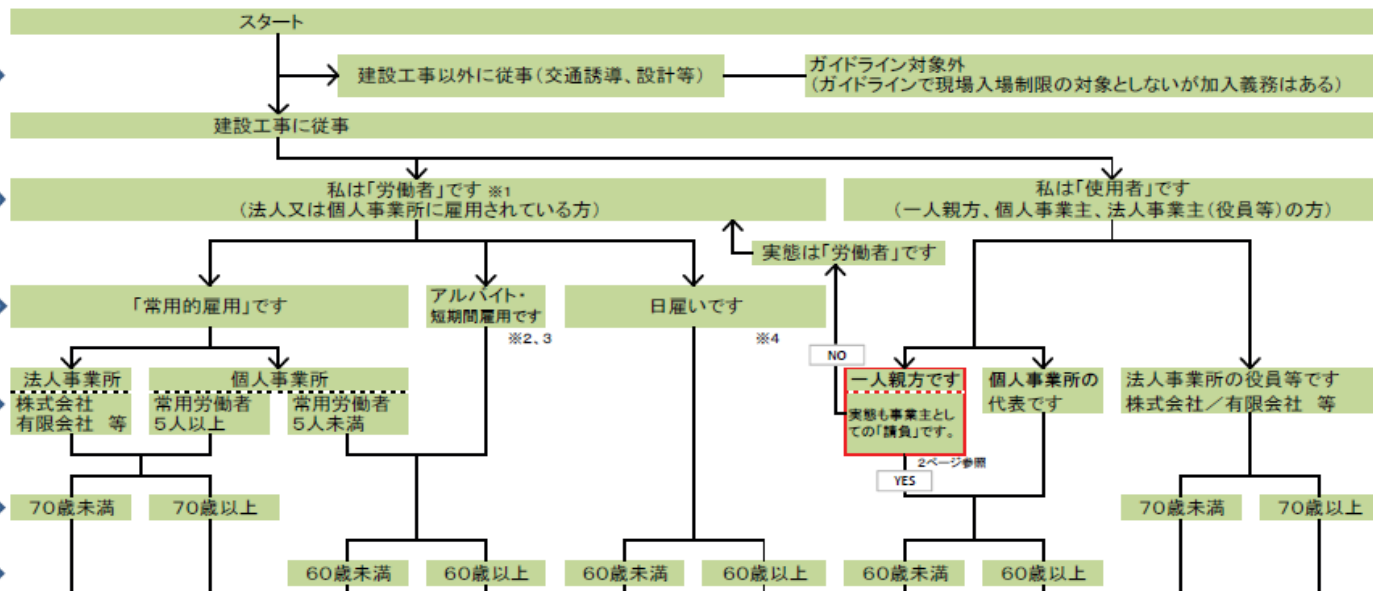 スタート
建設工事以外に従事(交通誘導、設計等)
ガイドライン対象外
(ガイドラインで現場入場制限の対象としないが加入義務はある)
建設工事に従事
私は「労働者」です ※1
(法人又は個人事業所に雇用されている方)
私は「使用者」です
(一人親方、個人事業主、法人事業主(役員等)の方)
実態は「労働者」です
「常用的雇用」です
アルバイト・
短期間雇用です
※2、3
日雇いです
※4
NO
法人事業所
株式会社
有限会社 等
個人事業所
常用労働者
5人以上
常用労働者
5人未満
一人親方です
実態も事業主とし
ての「請負」です。
2ページ参照
YES
個人事業所の
代表です
法人事業所の役員等です
株式会社/有限会社 等
70歳未満
70歳以上
70歳未満
70歳以上
60歳未満
60歳以上
60歳未満
60歳以上
60歳未満
60歳以上